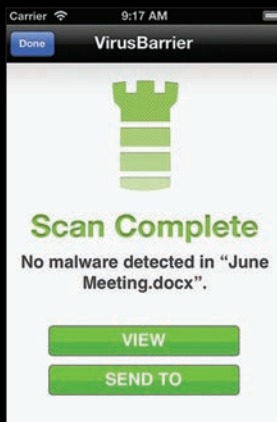 Carrier 9:17 AM
Done VirusBarrier
Scan Complete
No malware detected in “June
Meeting.docx”.
VIEW
SEND TO